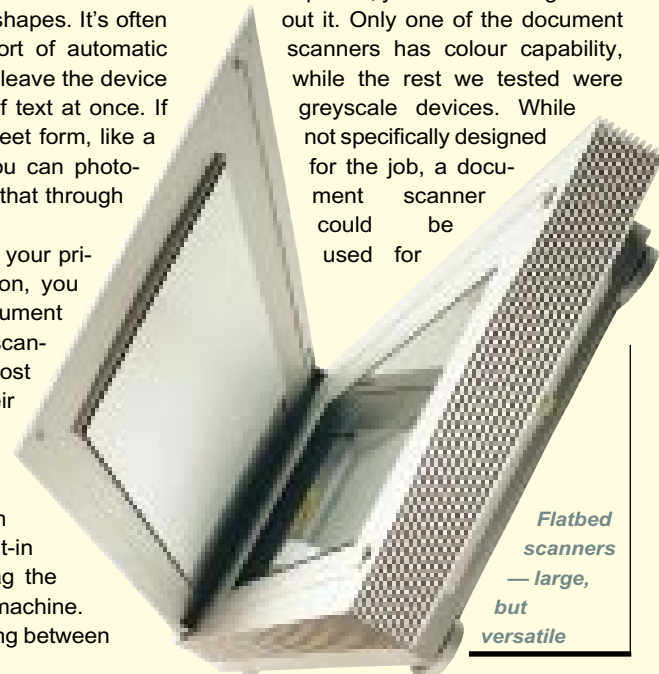 shapes. It's often
ort of automatic
leave the device
f text at once. If
eet form, like a
ou can photo-
that through
your pri-
on, you
ument
scan-
ost
eir
n
t-in
g the
machine.
ng between
out it. Only one of the document
scanners has colour capability,
while the rest we tested were
greyscale devices. While
not specifically designed
for the job, a docu-
ment scanner
could be
used for
Flatbed
scanners
— large,
but
versatile